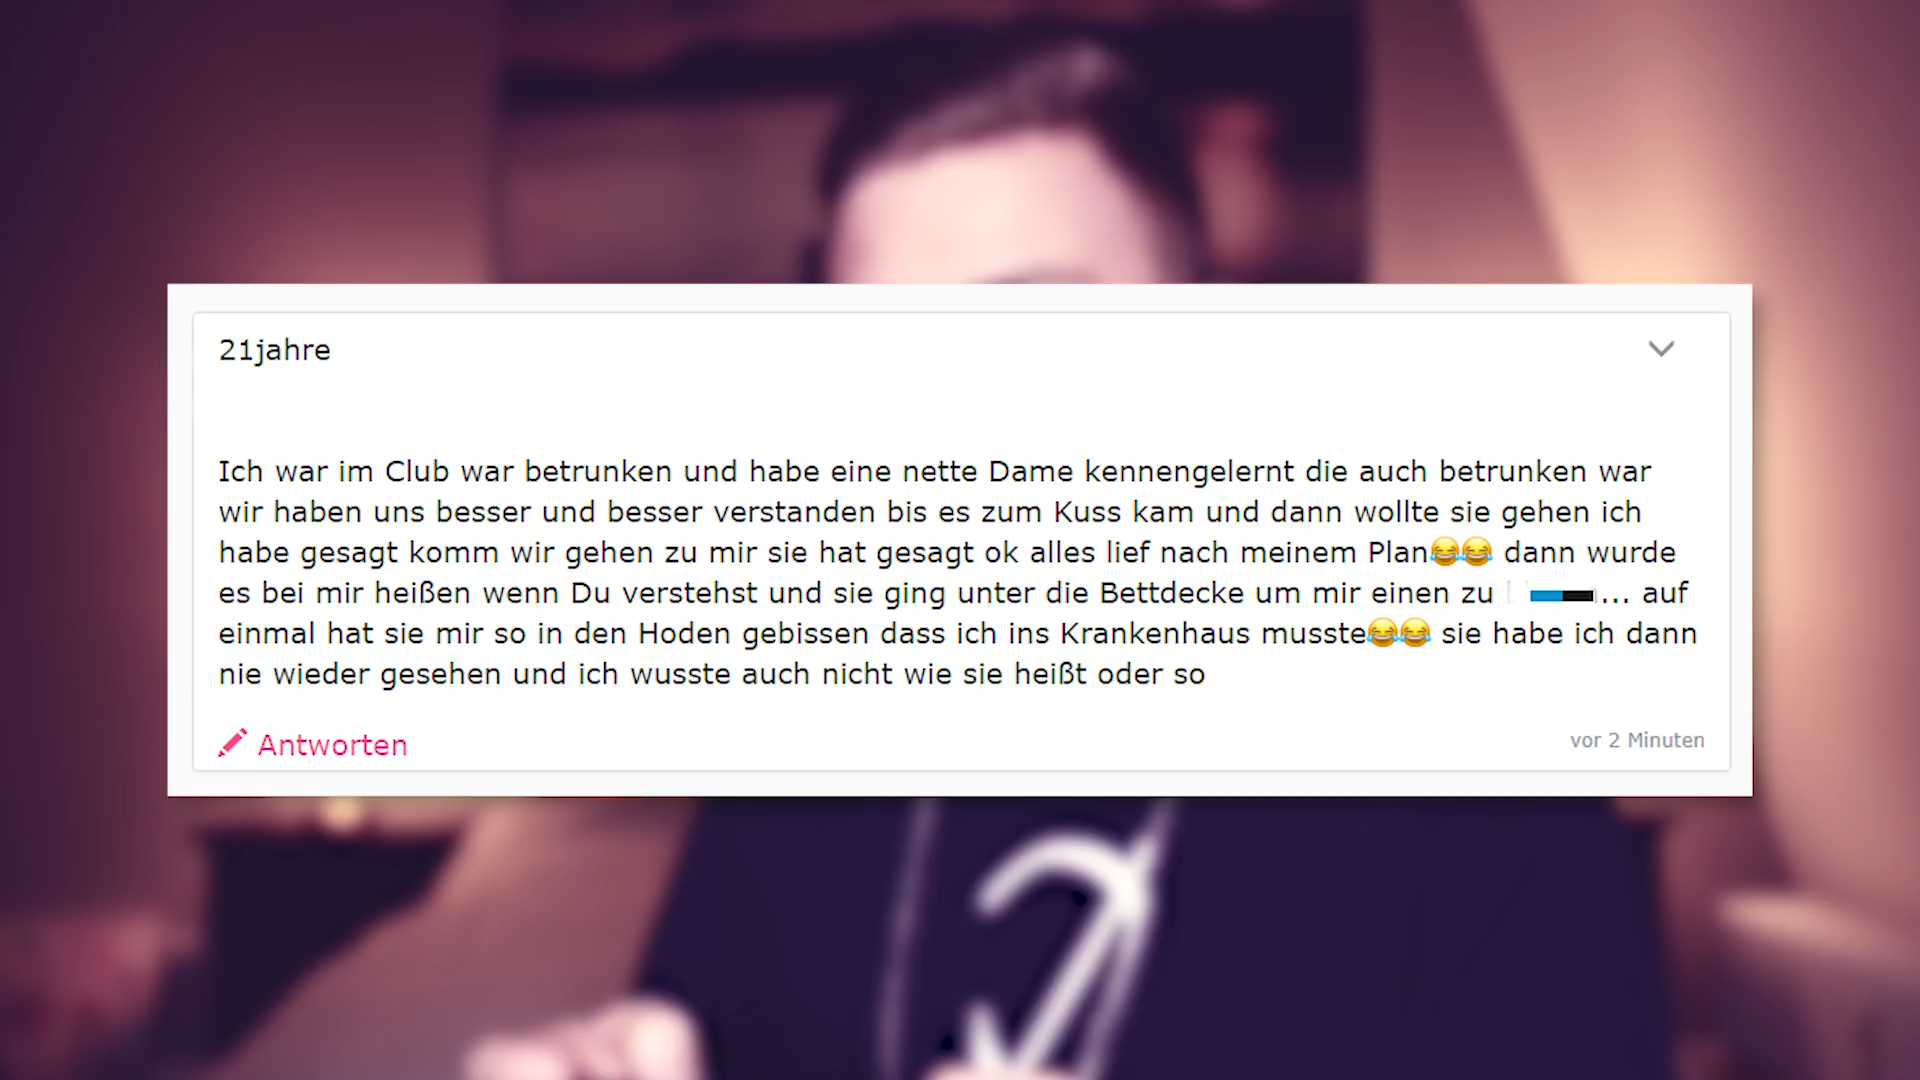 21jahre
Ich war im Club war betrunken und habe eine nette Dame kennengelernt die auch betrunken war
wir haben uns besser und besser verstanden bis es zum Kuss kam und dann wollte sie gehen ich
habe gesagt komm wir gehen zu mir sie hat gesagt ok alles lief nach meinem Plan😂😂 dann wurde
es bei mir heißen wenn Du verstehst und sie ging unter die Bettdecke um mir einen zu ... auf
einmal hat sie mir so in den Hoden gebissen dass ich ins Krankenhaus musste😂😂 sie habe ich dann
nie wieder gesehen und ich wusste auch nicht wie sie heißt oder so
Antworten
vor 2 Minuten